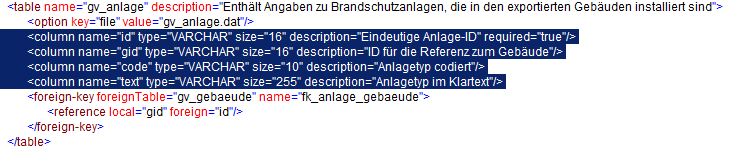 <table name="gv_anlage" description="Enthält Angaben zu Brandschutzanlagen, die in den exportierten Gebäuden installiert sind">
<option key="file" value="gv_anlage.dat"/>
<column name="id" type="VARCHAR" size="16" description="Eindeutige Anlage-ID" required="true"/>
<column name="gid" type="VARCHAR" size="16" description="ID für die Referenz zum Gebäude"/>
<column name="code" type="VARCHAR" size="10" description="Anlagetyp codiert"/>
<column name="text" type="VARCHAR" size="255" description="Anlagetyp im Klartext"/>
<foreign-key foreignTable="gv_gebaeude" name="fk_anlage_gebaeude">
<reference local="gid" foreign="id"/>
</foreign-key>
</table>